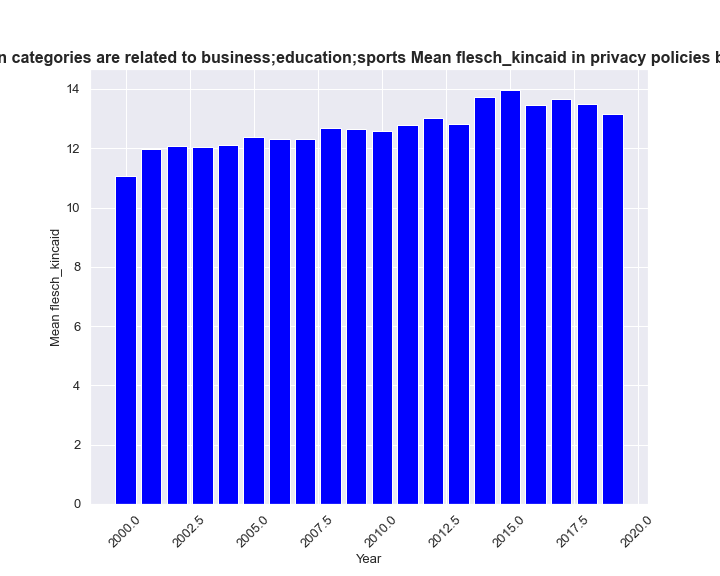 n categories are related to business;education;sports Mean flesch_kincaid in privacy policies b
14
12
10
8
6
4
2
0
Mean flesch_kincaid
2000.0 2002.5 2005.0 2007.5 2010.0 2012.5 2015.0 2017.5 2020.0
Year